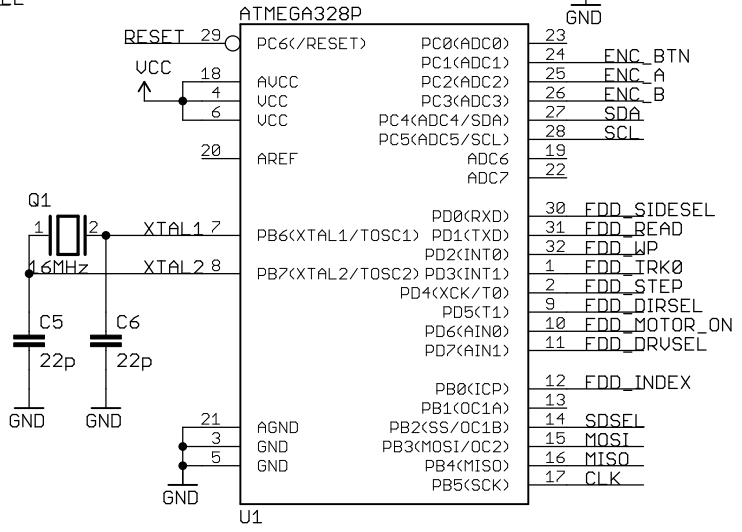 ATMEGA328P
GND
RESET 29 PC6(/RESET) PC0(ADC0) 23
PC1(ADC1) 24 ENC_BTN
VCC 18 AVCC PC2(ADC2) 25 ENC_A
4 VCC PC3(ADC3) 26 ENC_B
6 VCC PC4(ADC4/SDA) 27 SDA
PC5(ADC5/SCL) 28 SCL
20 AREF ADC6 19
ADC7 22
Q1
PD0(RXD) 30 FDD_SIDESEL
1 2 XTAL1 7 PB6(XTAL1/TOSC1) PD1(TXD) 31 FDD_READ
PD2(INT0) 32 FDD_WP
16MHz XTAL2 8 PB7(XTAL2/TOSC2) PD3(INT1) 1 FDD_TRK0
PD4(XCK/T0) 2 FDD_STEP
PD5(T1) 9 FDD_DIRSEL
C5 C6 PD6(AIN0) 10 FDD_MOTOR_ON
22p 22p PD7(AIN1) 11 FDD_DRVSEL
PB0(ICP) 12 FDD_INDEX
PB1(OC1A) 13
GND GND 21 AGND PB2(SS/OC1B) 14 SDSEL
3 GND PB3(MOSI/OC2) 15 MOSI
5 GND PB4(MISO) 16 MISO
PB5(SCK) 17 CLK
GND
U1